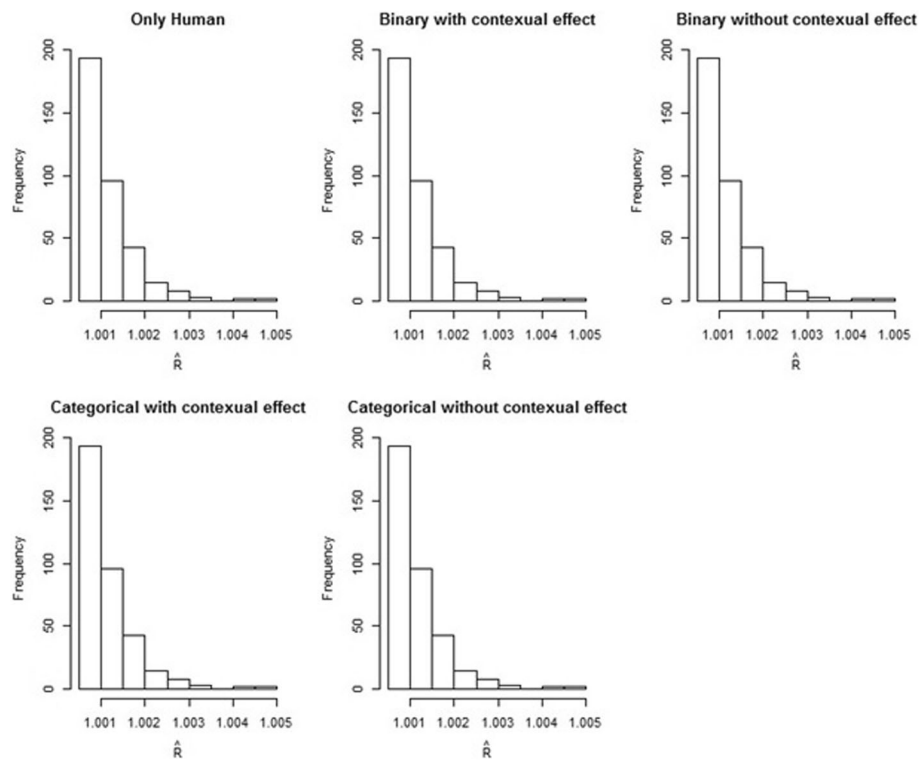 Only Human
Binary with contexual effect
Binary without contexual effect
Frequency
0 50 100 150 200
1.001 1.002 1.003 1.004 1.005
R̂
Frequency
0 50 100 150 200
1.001 1.002 1.003 1.004 1.005
R̂
Frequency
0 50 100 150 200
1.001 1.002 1.003 1.004 1.005
R̂
Categorical with contexual effect
Categorical without contexual effect
Frequency
0 50 100 150 200
1.001 1.002 1.003 1.004 1.005
R̂
Frequency
0 50 100 150 200
1.001 1.002 1.003 1.004 1.005
R̂